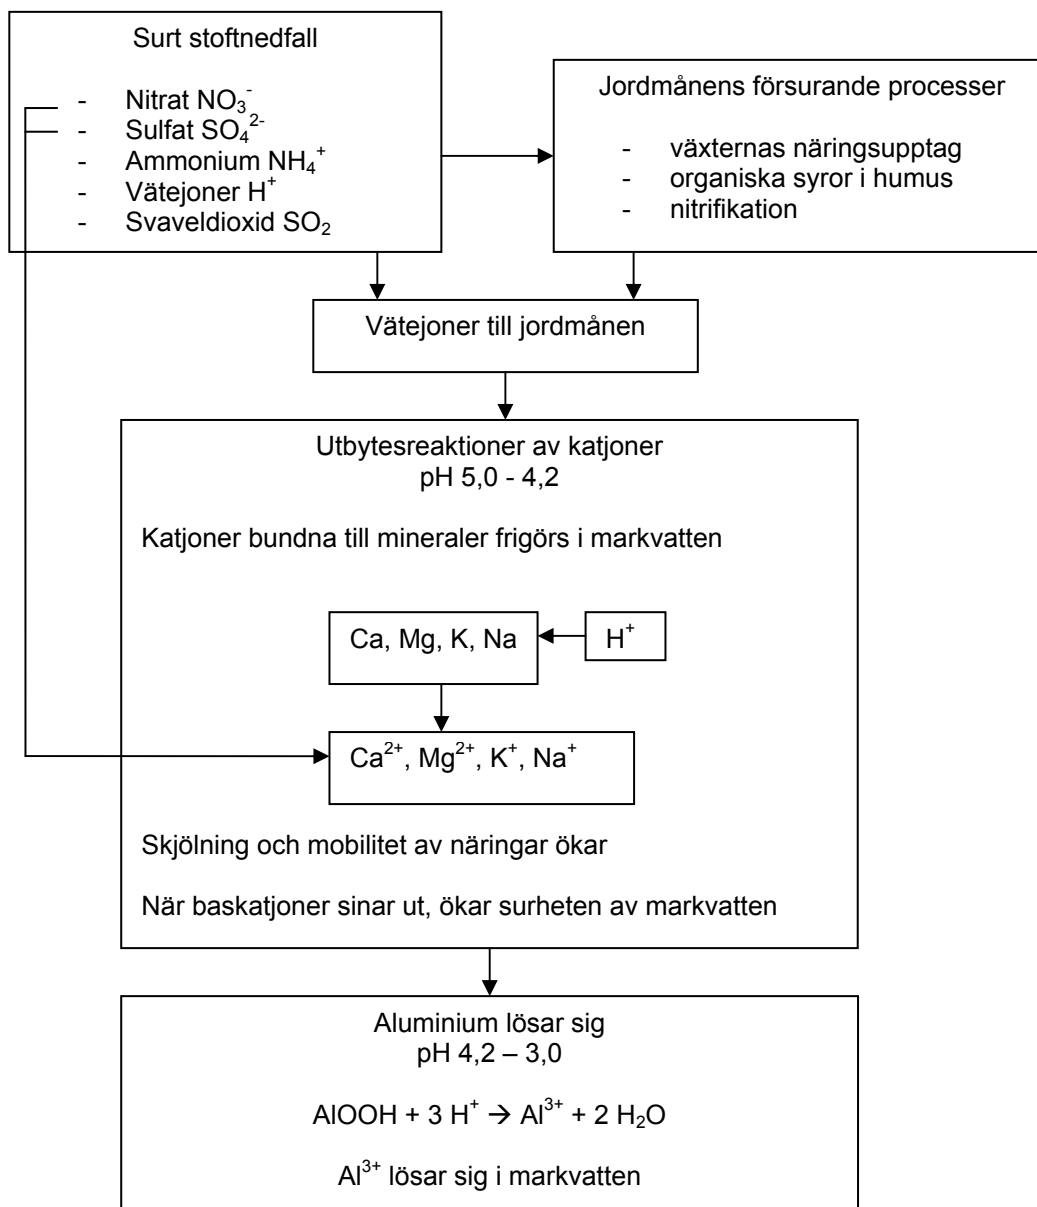 Surt stoftnedfall
- Nitrat NO₃⁻
- Sulfat SO₄²⁻
- Ammonium NH₄⁺
- Vätejoner H⁺
- Svaveldioxid SO₂
Jordmånens försurande processer
- växternas näringsupptag
- organiska syror i humus
- nitrifikation
Vätejoner till jordmånen
Utbytesreaktioner av katjoner
pH 5,0 - 4,2
Katjoner bundna till mineraler frigörs i markvatten
Ca, Mg, K, Na
H⁺
Ca²⁺, Mg²⁺, K⁺, Na⁺
Skjölning och mobilitet av näringar ökar
När baskatjoner sinar ut, ökar surheten av markvatten
Aluminium lösar sig
pH 4,2 – 3,0
AlOOH + 3 H⁺ → Al³⁺ + 2 H₂O
Al³⁺ lösar sig i markvatten